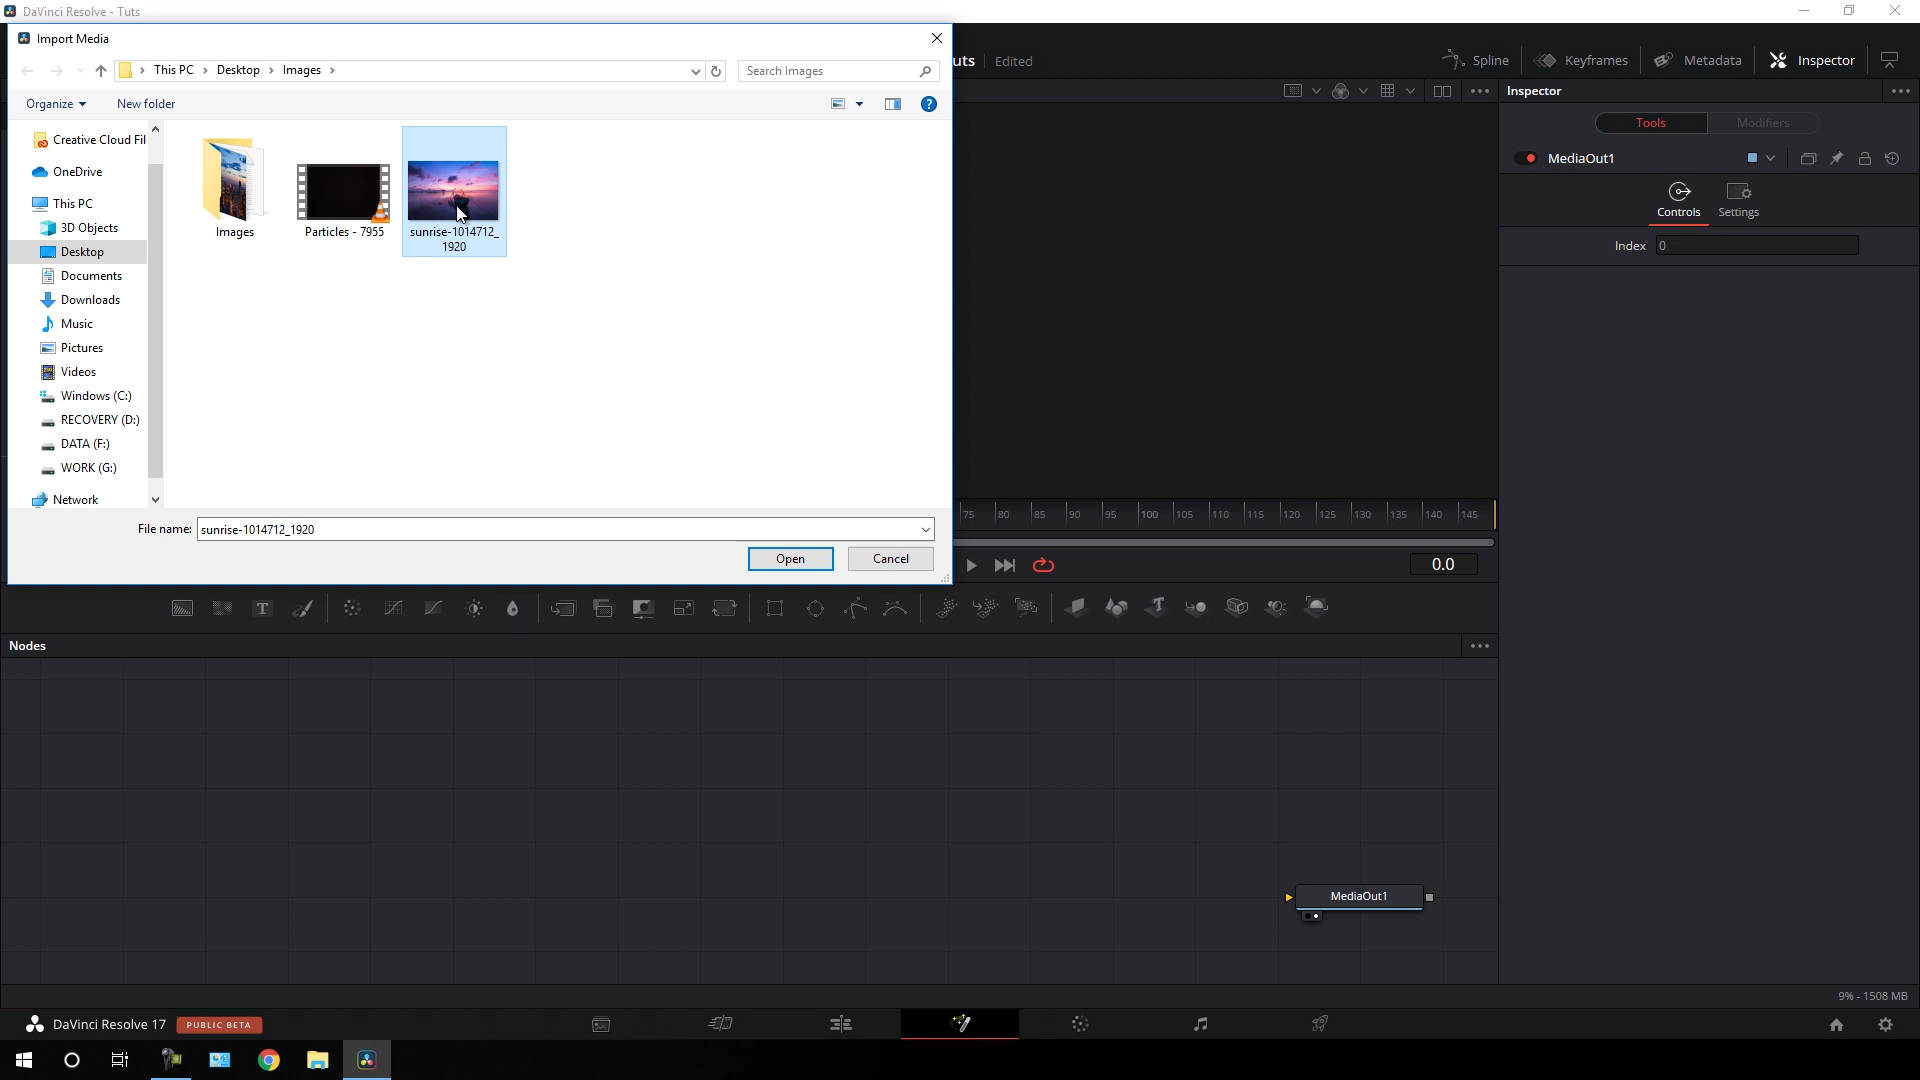 DaVinci Resolve - Tuts
Import Media
This PC > Desktop > Images >
Search Images
uts
Edited
Spline
Keyframes
Metadata
Inspector
Organize
New folder
Inspector
Tools
Modifiers
MediaOut1
Controls
Settings
Index
0
Creative Cloud Fil
OneDrive
This PC
3D Objects
Desktop
Documents
Downloads
Music
Pictures
Videos
Windows (C:)
RECOVERY (D:)
DATA (F:)
WORK (G:)
Network
Images
Particles - 7955
sunrise-1014712_
1920
File name:
sunrise-1014712_1920
Open
Cancel
75 80 85 90 95 100 105 110 115 120 125 130 135 140 145
0.0
T
Nodes
MediaOut1
9% - 1508 MB
DaVinci Resolve 17
PUBLIC BETA